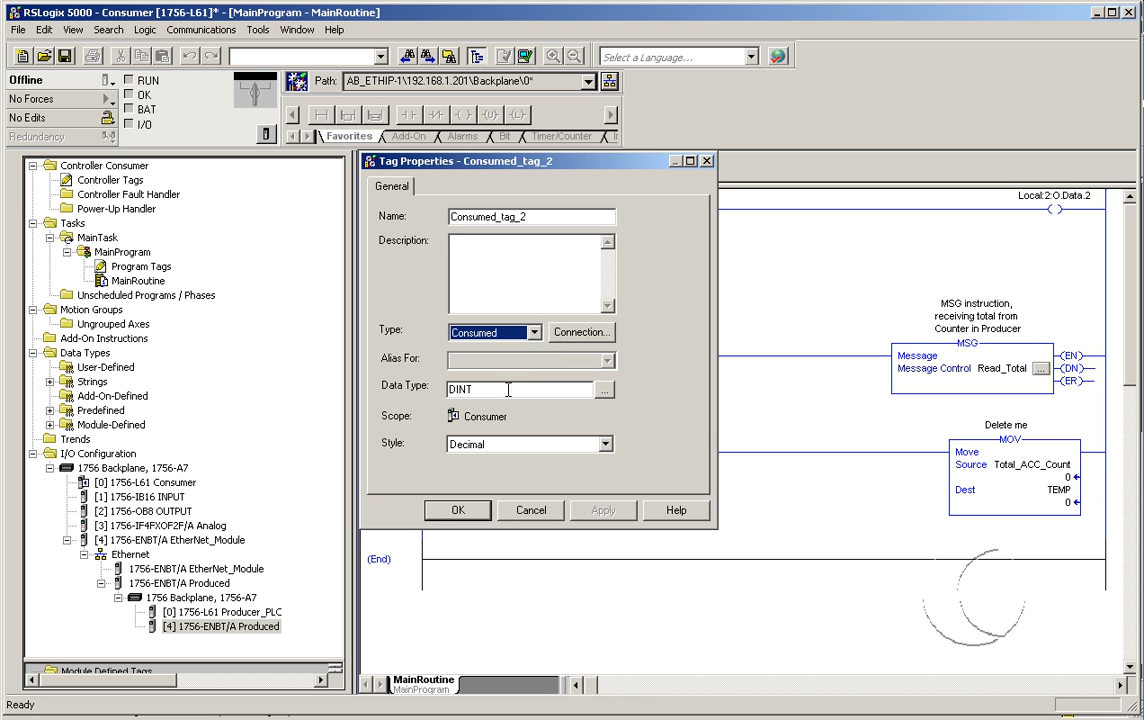 RSLogix 5000 - Consumer [1756-L61]* - [MainProgram - MainRoutine]
File Edit View Search Logic Communications Tools Window Help
Select a Language...
Offline
RUN
No Forces
OK
No Edits
BAT
Redundancy
I/O
Path: AB_ETHIP-1\192.168.1.201\Backplane\0*
Favorites Add-On Alarms Bit Timer/Counter
Controller Consumer
Controller Tags
Controller Fault Handler
Power-Up Handler
Tasks
MainTask
MainProgram
Program Tags
MainRoutine
Unscheduled Programs / Phases
Motion Groups
Ungrouped Axes
Add-On Instructions
Data Types
User-Defined
Strings
Add-On-Defined
Predefined
Module-Defined
Trends
I/O Configuration
1756 Backplane, 1756-A7
[0] 1756-L61 Consumer
[1] 1756-IB16 INPUT
[2] 1756-OB8 OUTPUT
[3] 1756-IF4FXOF2F/A Analog
[4] 1756-ENBT/A EtherNet_Module
Ethernet
1756-ENBT/A EtherNet_Module
1756-ENBT/A Produced
1756 Backplane, 1756-A7
[0] 1756-L61 Producer_PLC
[4] 1756-ENBT/A Produced
Module Defined Tags
Tag Properties - Consumed_tag_2
General
Name: Consumed_tag_2
Description:
Type: Consumed Connection...
Alias For:
Data Type: DINT ...
Scope: Consumer
Style: Decimal
OK Cancel Apply Help
Local:2:O.Data.2
MSG instruction,
receiving total from
Counter in Producer
MSG
Message
Message Control Read_Total ...
EN
DN
ER
Delete me
MOV
Move
Source Total_ACC_Count
0
Dest TEMP
0
(End)
MainRoutine
MainProgram
Ready